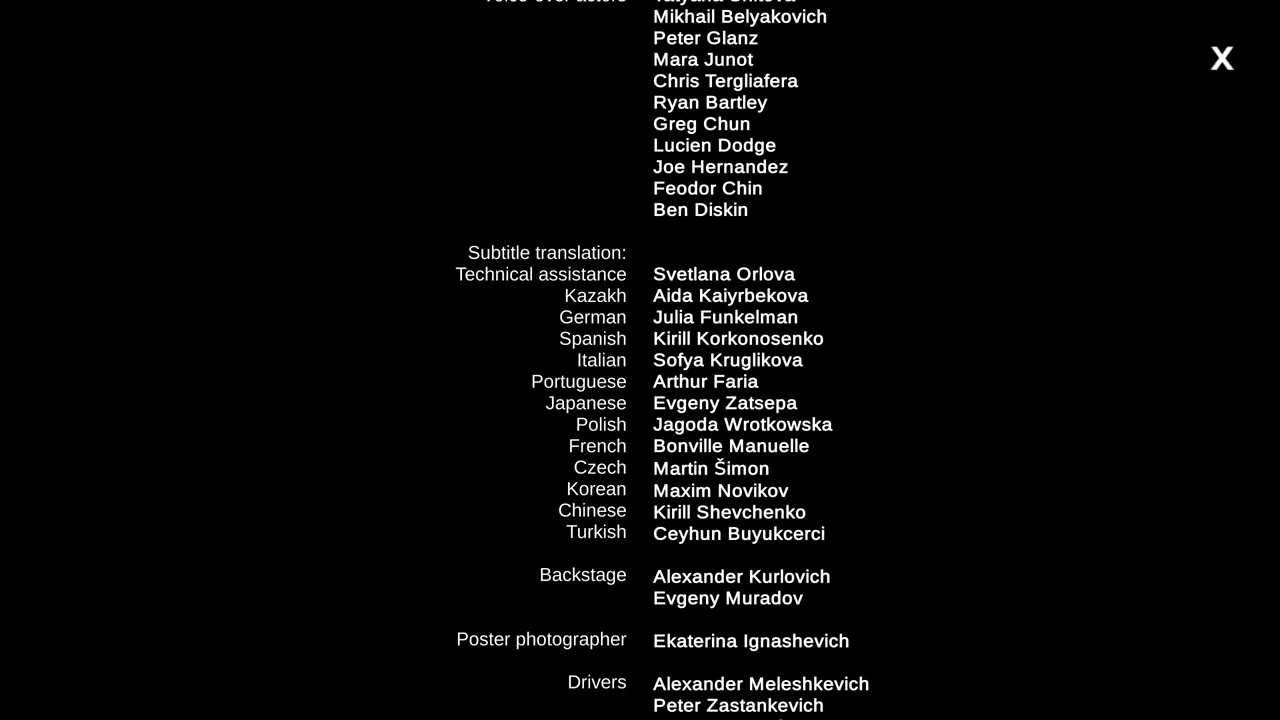 Mikhail Belyakovich
Peter Glanz
X
Mara Junot
Chris Tergliafera
Ryan Bartley
Greg Chun
Lucien Dodge
Joe Hernandez
Feodor Chin
Ben Diskin
Subtitle translation:
Technical assistance Svetlana Orlova
Kazakh Aida Kaiyrbekova
German Julia Funkelman
Spanish Kirill Korkonosenko
Italian Sofya Kruglikova
Portuguese Arthur Faria
Japanese Evgeny Zatsepa
Polish Jagoda Wrotkowska
French Bonville Manuelle
Czech Martin Šimon
Korean Maxim Novikov
Chinese Kirill Shevchenko
Turkish Ceyhun Buyukcerci
Backstage Alexander Kurlovich
Evgeny Muradov
Poster photographer Ekaterina Ignashevich
Drivers Alexander Meleshkevich
Peter Zastankevich